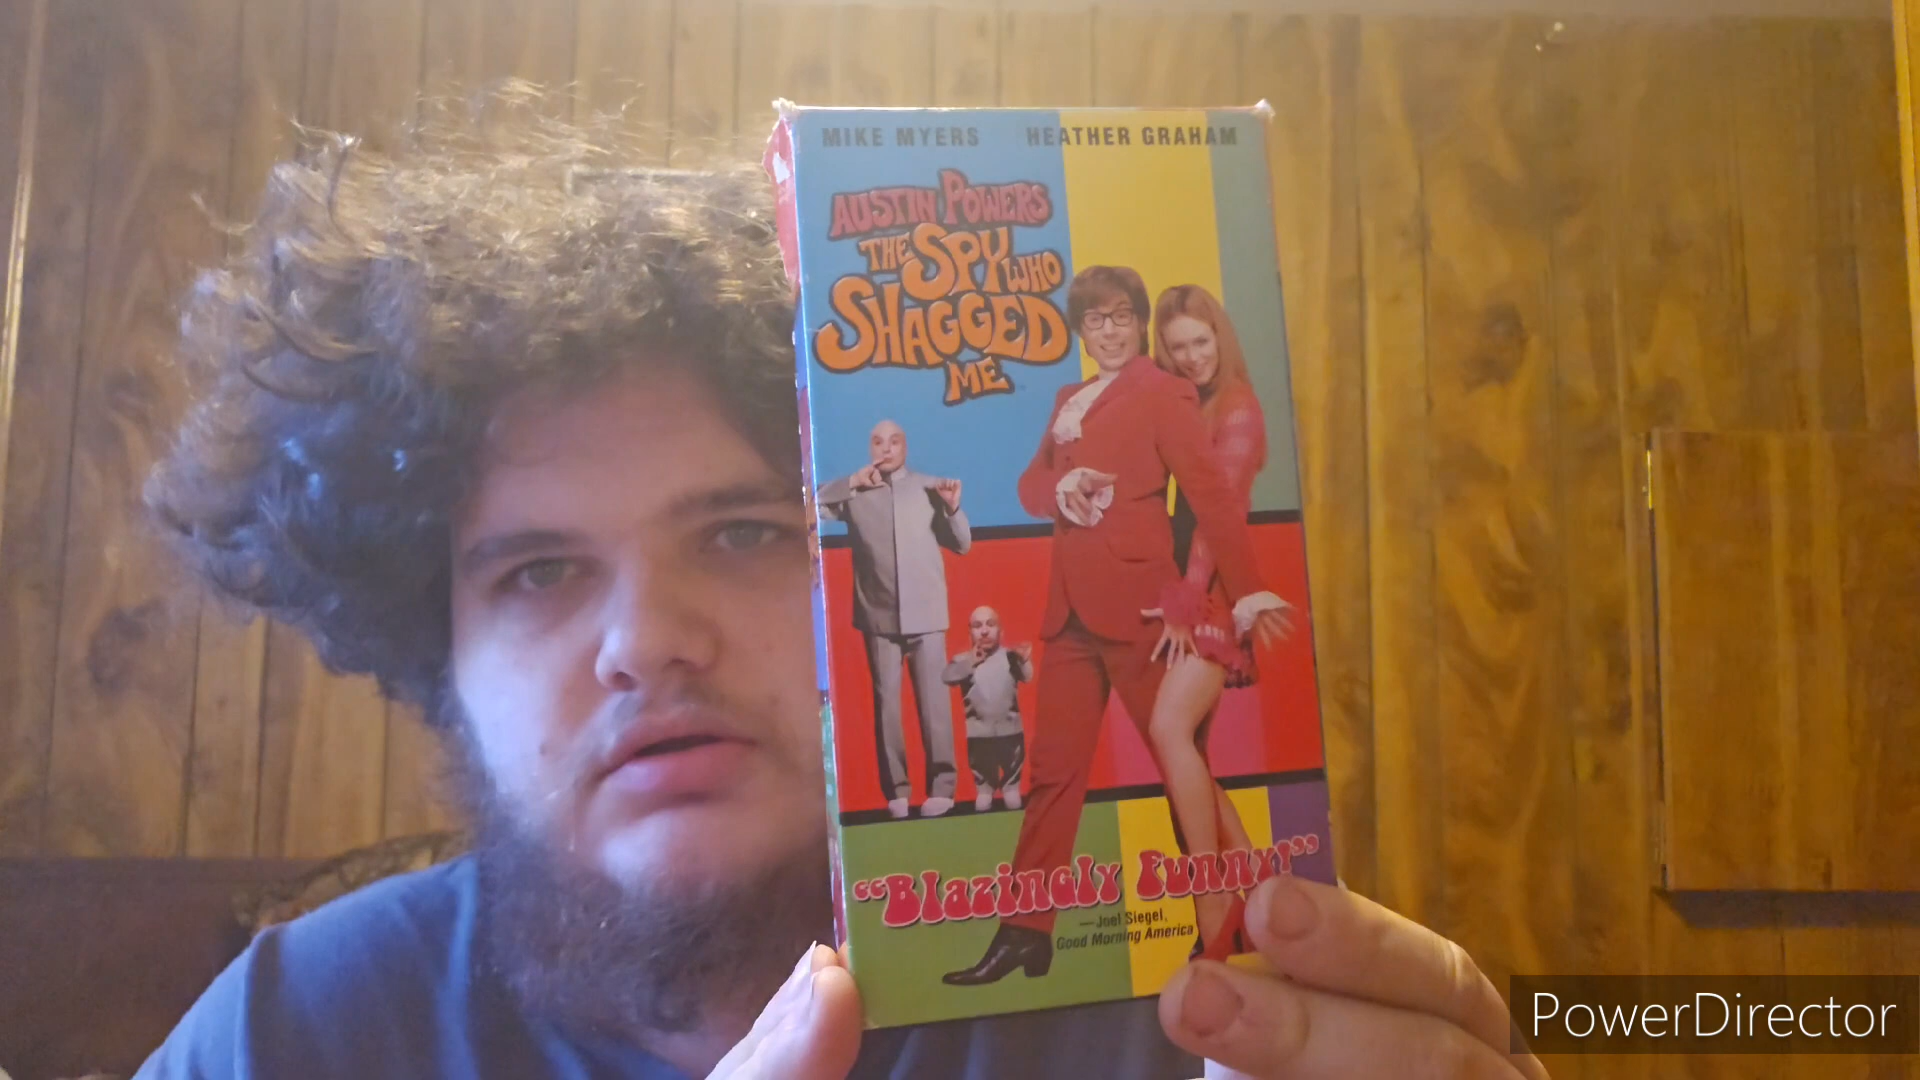 MIKE MYERS HEATHER GRAHAM
AUSTIN POWERS
THE SPY WHO
SHAGGED
ME
"Blazingly Funny!"
—Joel Siegel,
Good Morning America
PowerDirector